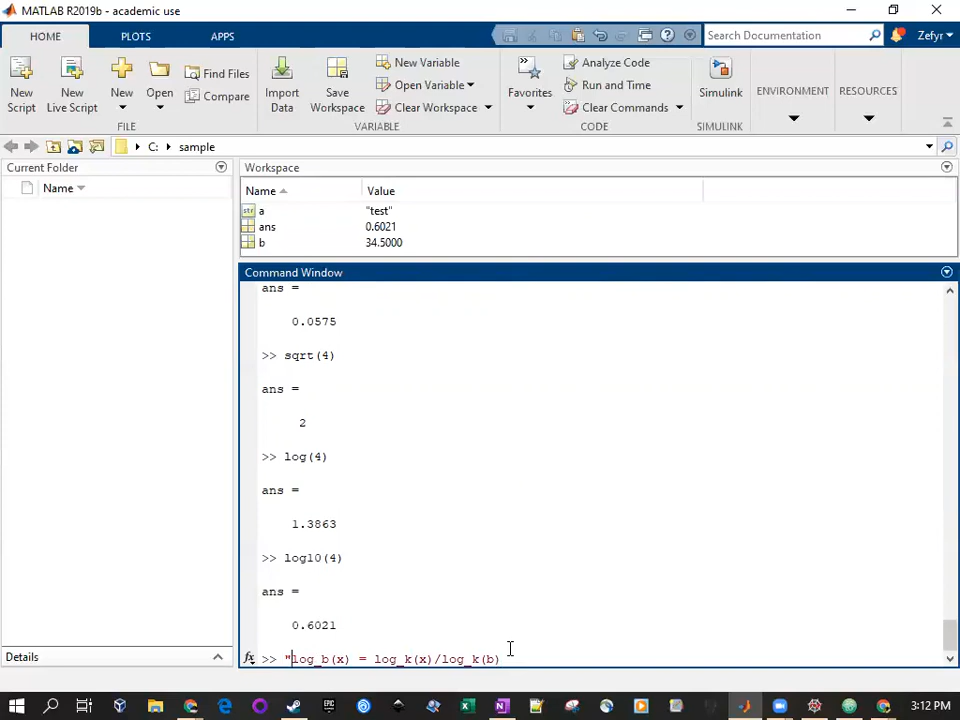 MATLAB R2019b - academic use
HOME PLOTS APPS Search Documentation Zefyr
New Script
New Live Script
New
Open
Find Files
Compare
FILE
Import Data
Save Workspace
New Variable
Open Variable
Clear Workspace
VARIABLE
Favorites
Analyze Code
Run and Time
Clear Commands
CODE
Simulink
SIMULINK
ENVIRONMENT
RESOURCES
C: sample
Current Folder
Name
Details
Workspace
Name Value
a "test"
ans 0.6021
b 34.5000
Command Window
ans =
0.0575
>> sqrt(4)
ans =
2
>> log(4)
ans =
1.3863
>> log10(4)
ans =
0.6021
fx >> "log_b(x) = log_k(x)/log_k(b)
3:12 PM